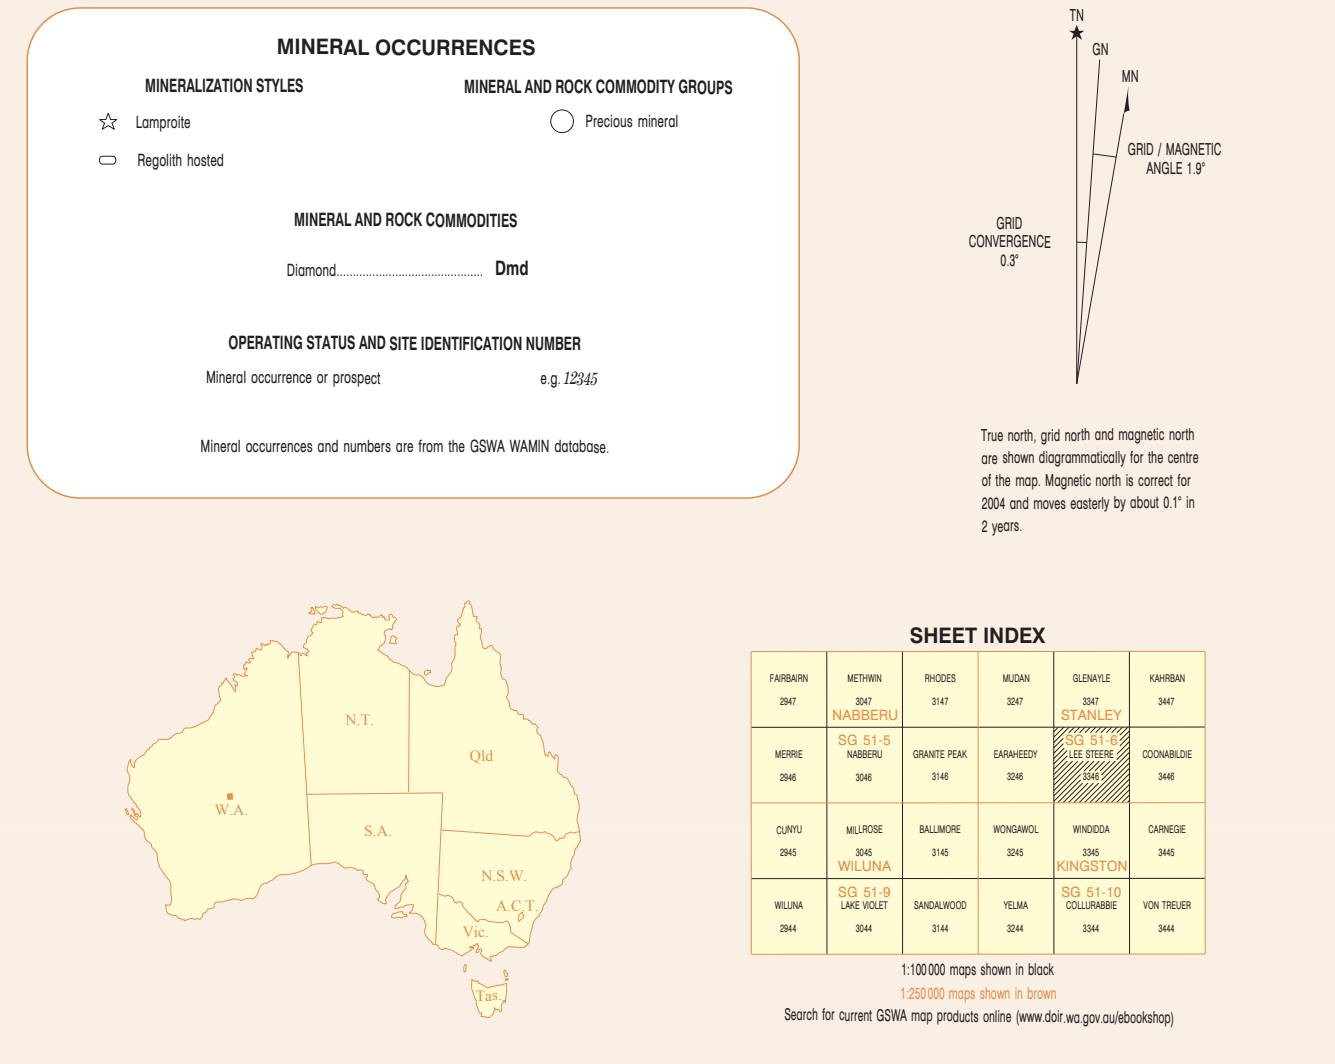 MINERAL OCCURRENCES
MINERALIZATION STYLES
Lamproite
Regolith hosted
MINERAL AND ROCK COMMODITY GROUPS
Precious mineral
MINERAL AND ROCK COMMODITIES
Diamond............................................. Dmd
OPERATING STATUS AND SITE IDENTIFICATION NUMBER
Mineral occurrence or prospect e.g. 12345
Mineral occurrences and numbers are from the GSWA WAMIN database.
TN
GN
MN
GRID / MAGNETIC
ANGLE 1.9°
GRID
CONVERGENCE
0.3°
True north, grid north and magnetic north
are shown diagrammatically for the centre
of the map. Magnetic north is correct for
2004 and moves easterly by about 0.1° in
2 years.
N.T.
Qld
W.A.
S.A.
N.S.W.
A.C.T.
Vic.
Tas.
SHEET INDEX
FAIRBAIRN METHWIN RHODES MUDAN GLENAYLE KAHRBAN
2947 3047 3147 3247 3347 3447
NABBERU STANLEY
SG 51-5 SG 51-6
MERRIE NABBERU GRANITE PEAK EARAHEEDY LEE STEERE COONABILDIE
2946 3046 3146 3246 3346 3446
CUNYU MILLROSE BALLIMORE WONGAWOL WINDIDDA CARNEGIE
2945 3045 3145 3245 3345 3445
WILUNA KINGSTON
SG 51-9 SG 51-10
WILUNA LAKE VIOLET SANDALWOOD YELMA COLLURABBIE VON TREUER
2944 3044 3144 3244 3344 3444
1:100 000 maps shown in black
1:250 000 maps shown in brown
Search for current GSWA map products online (www.doir.wa.gov.au/ebookshop)